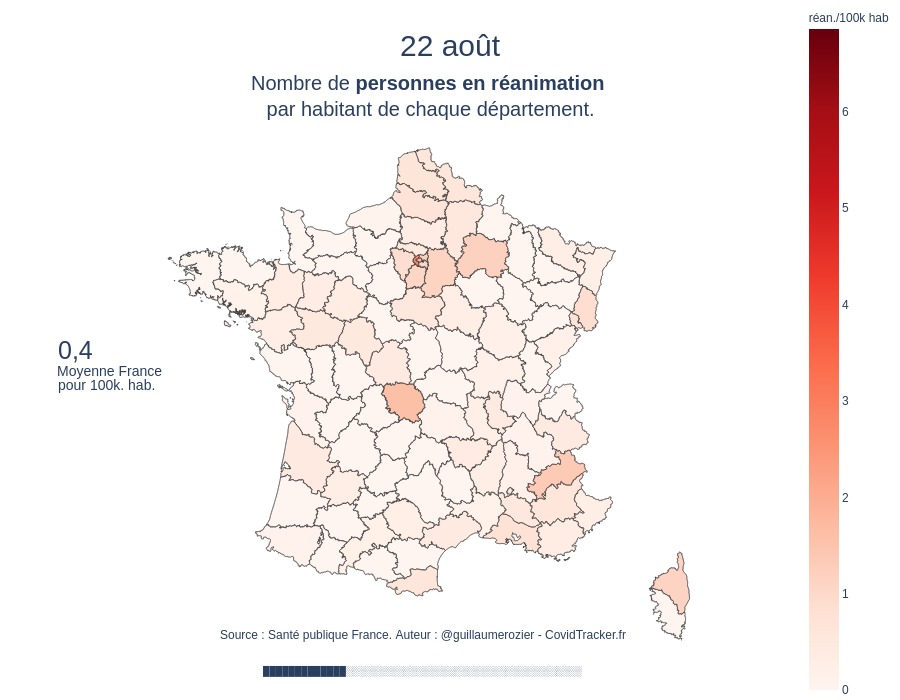 22 août
Nombre de personnes en réanimation
par habitant de chaque département.
réan./100k hab
6
5
4
3
2
1
0
0,4
Moyenne France
pour 100k. hab.
Source : Santé publique France. Auteur : @guillaumerozier - CovidTracker.fr